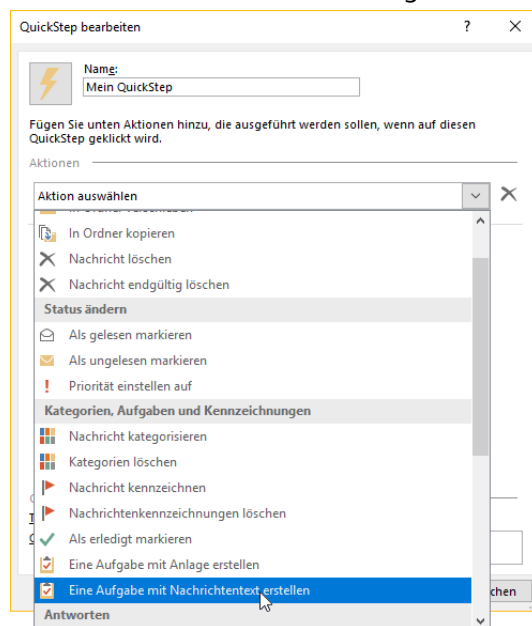 QuickStep bearbeiten ? ×
Name:
Mein QuickStep
Fügen Sie unten Aktionen hinzu, die ausgeführt werden sollen, wenn auf diesen
QuickStep geklickt wird.
Aktionen
Aktion auswählen
In Ordner kopieren
Nachricht löschen
Nachricht endgültig löschen
Status ändern
Als gelesen markieren
Als ungelesen markieren
Priorität einstellen auf
Kategorien, Aufgaben und Kennzeichnungen
Nachricht kategorisieren
Kategorien löschen
Nachricht kennzeichnen
Nachrichtenkennzeichnungen löschen
Als erledigt markieren
Eine Aufgabe mit Anlage erstellen
Eine Aufgabe mit Nachrichtentext erstellen
chen
Antworten